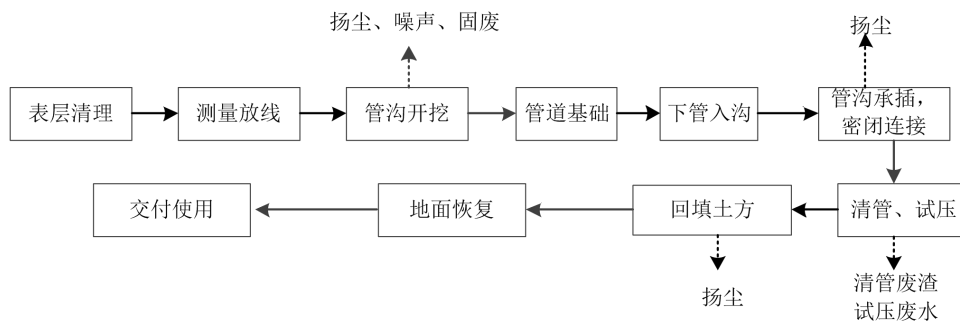 扬尘、噪声、固废
扬尘
表层清理
测量放线
管沟开挖
管道基础
下管入沟
管沟承插，
密闭连接
交付使用
地面恢复
回填土方
清管、试压
扬尘
清管废渣
试压废水